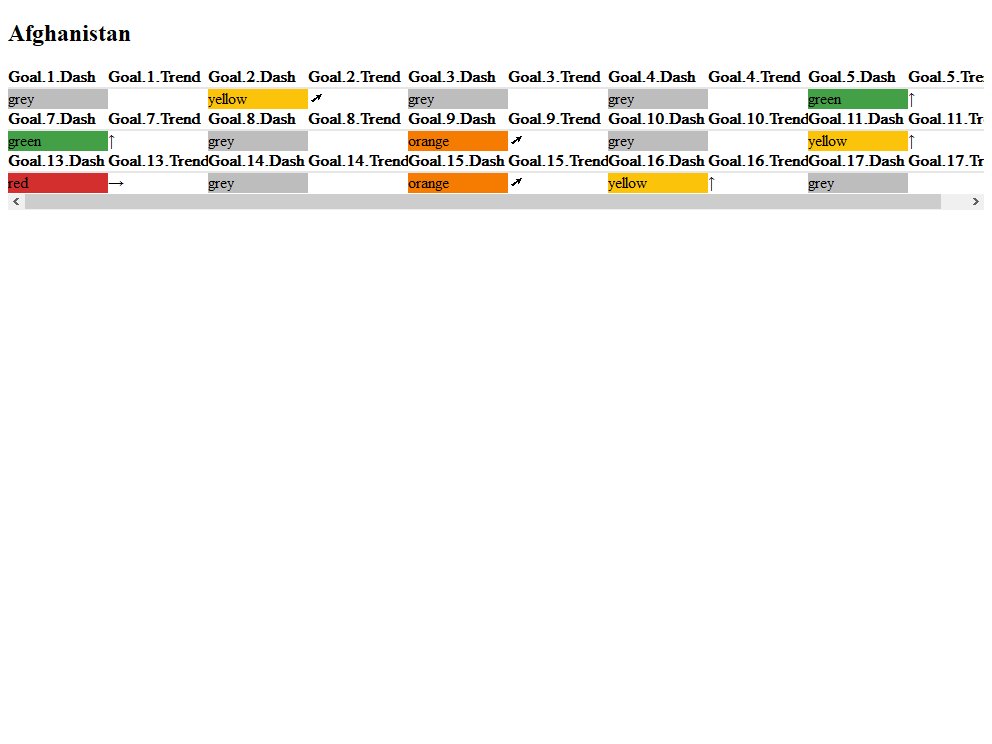 Afghanistan
Goal.1.Dash Goal.1.Trend Goal.2.Dash Goal.2.Trend Goal.3.Dash Goal.3.Trend Goal.4.Dash Goal.4.Trend Goal.5.Dash Goal.5.Tre
grey yellow ↗ grey grey green ↑
Goal.7.Dash Goal.7.Trend Goal.8.Dash Goal.8.Trend Goal.9.Dash Goal.9.Trend Goal.10.Dash Goal.10.Trend Goal.11.Dash Goal.11.Tr
green ↑ grey orange ↗ grey yellow ↑
Goal.13.Dash Goal.13.Trend Goal.14.Dash Goal.14.Trend Goal.15.Dash Goal.15.Trend Goal.16.Dash Goal.16.Trend Goal.17.Dash Goal.17.Tr
red → grey orange ↗ yellow ↑ grey